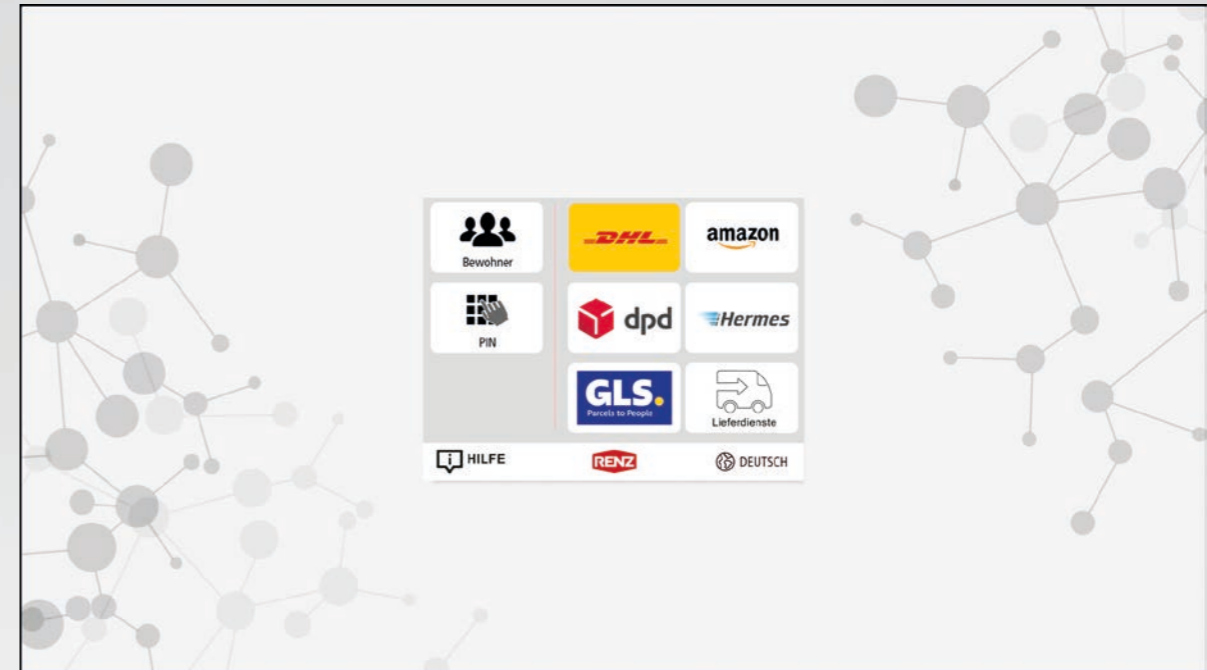 Bewohner
DHL
amazon
PIN
dpd
Hermes
GLS.
Parcels to People
Lieferdienste
HILFE
RENZ
DEUTSCH